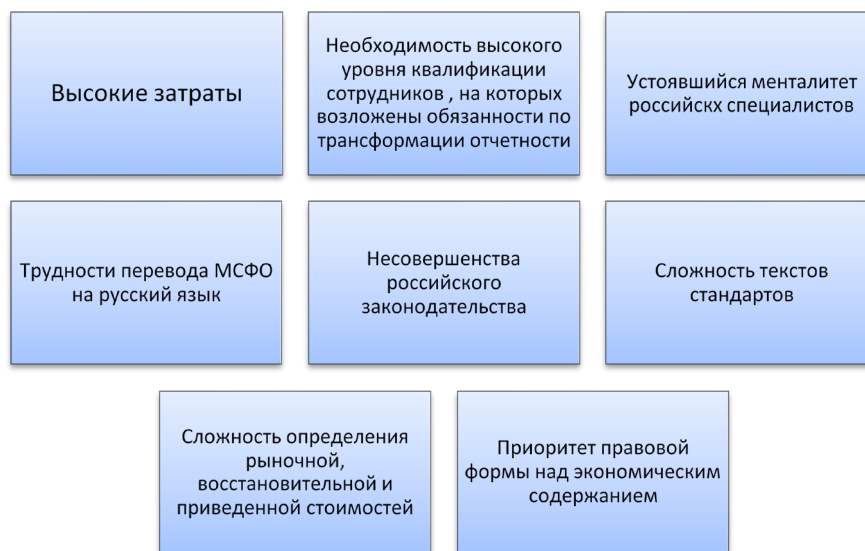 Высокие затраты
Необходимость высокого
уровня квалификации
сотрудников , на которых
возложены обязанности по
трансформации отчетности
Устоявшийся менталитет
российскх специалистов
Трудности перевода МСФО
на русский язык
Несовершенства
российского
законодательства
Сложность текстов
стандартов
Сложность определения
рыночной,
восстановительной и
приведенной стоимостей
Приоритет правовой
формы над экономическим
содержанием